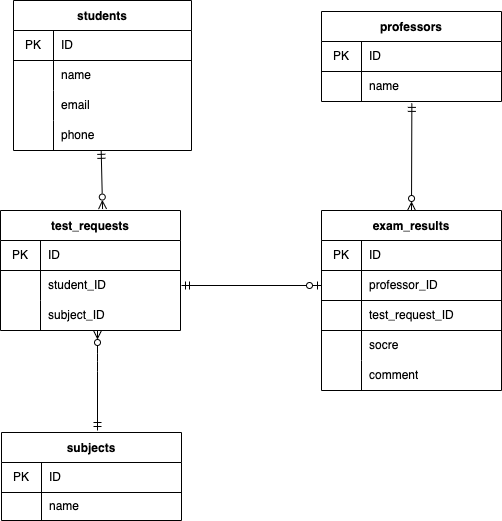 students
PK ID
name
email
phone
professors
PK ID
name
test_requests
PK ID
student_ID
subject_ID
exam_results
PK ID
professor_ID
test_request_ID
socre
comment
subjects
PK ID
name